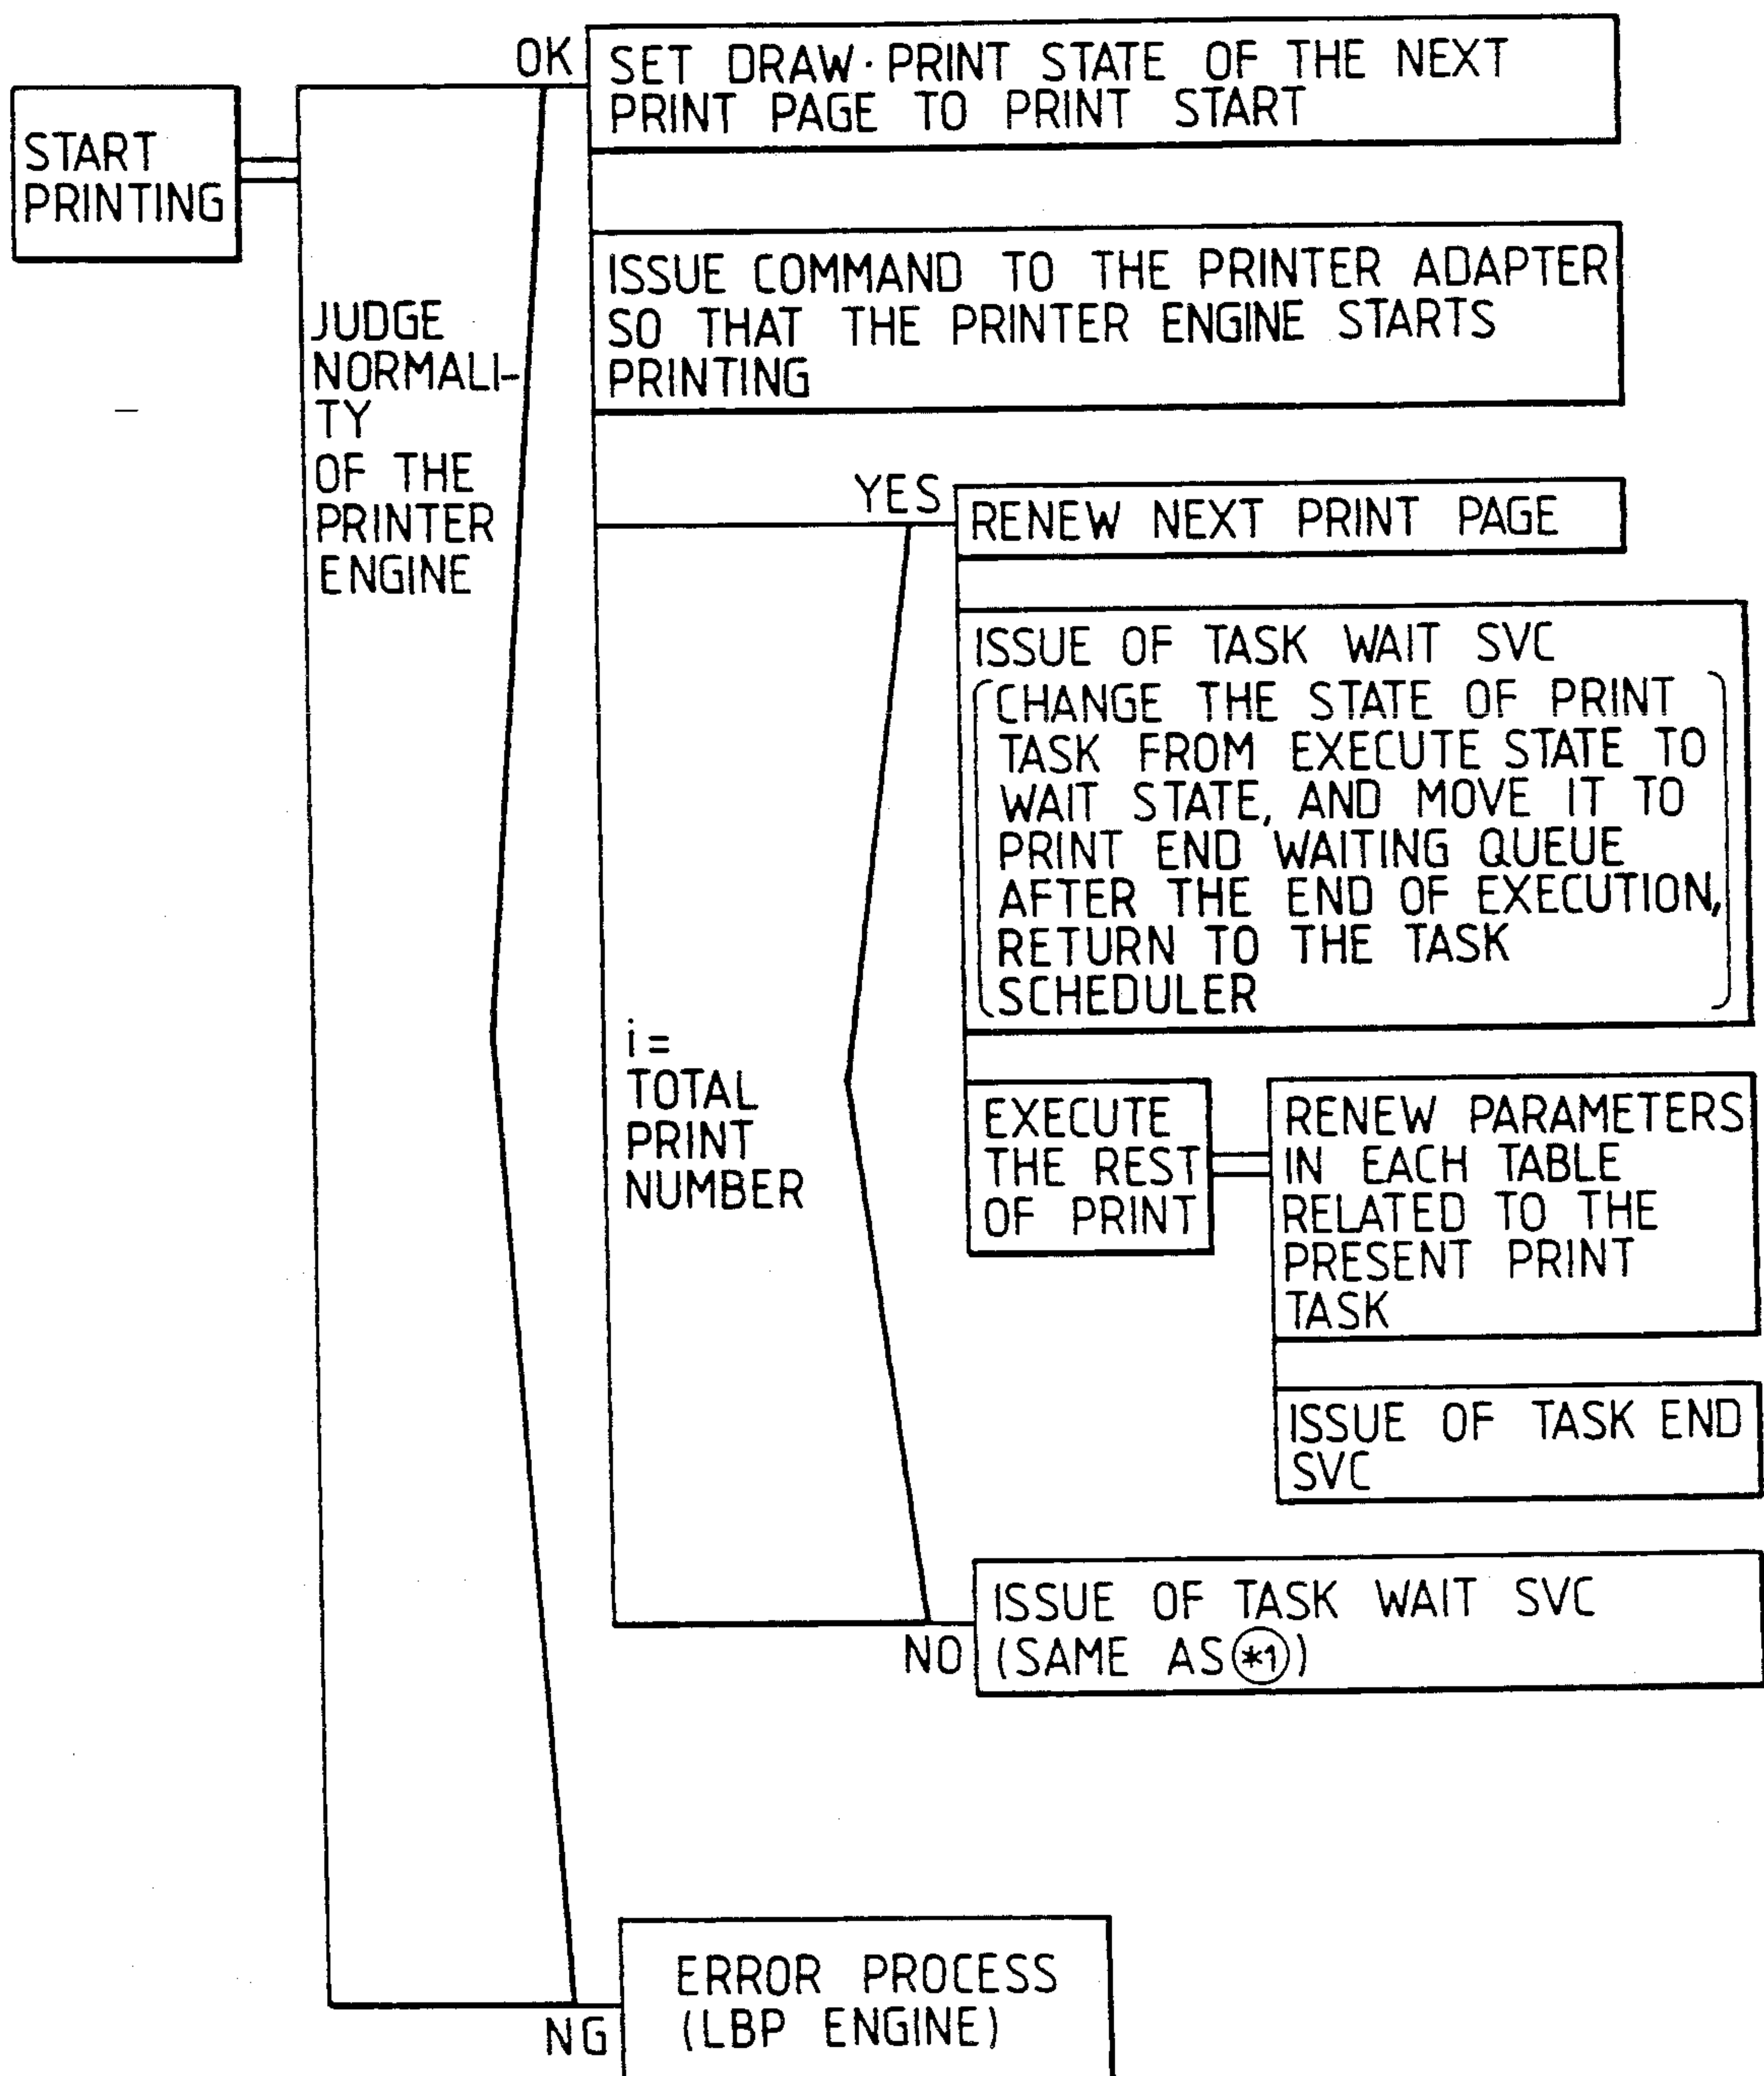 START
PRINTING
JUDGE
NORMALI-
TY
OF THE
PRINTER
ENGINE
OK
SET DRAW·PRINT STATE OF THE NEXT
PRINT PAGE TO PRINT START
ISSUE COMMAND TO THE PRINTER ADAPTER
SO THAT THE PRINTER ENGINE STARTS
PRINTING
i=
TOTAL
PRINT
NUMBER
YES
RENEW NEXT PRINT PAGE
ISSUE OF TASK WAIT SVC
(CHANGE THE STATE OF PRINT
TASK FROM EXECUTE STATE TO
WAIT STATE, AND MOVE IT TO
PRINT END WAITING QUEUE
AFTER THE END OF EXECUTION,
RETURN TO THE TASK
SCHEDULER)
EXECUTE
THE REST
OF PRINT
RENEW PARAMETERS
IN EACH TABLE
RELATED TO THE
PRESENT PRINT
TASK
ISSUE OF TASK END
SVC
NO
ISSUE OF TASK WAIT SVC
(SAME AS *1)
NG
ERROR PROCESS
(LBP ENGINE)